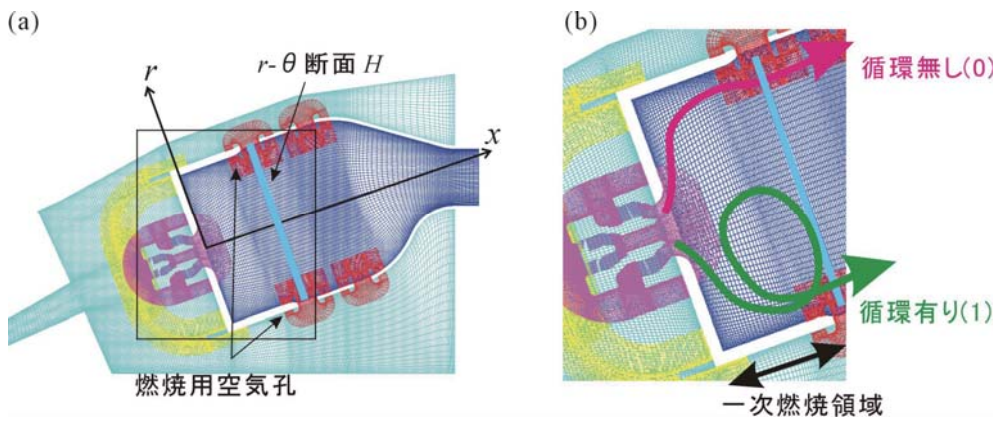 (a)
r-θ 断面 H
r
x
燃焼用空気孔
(b)
循環無し(0)
循環有り(1)
一次燃焼領域